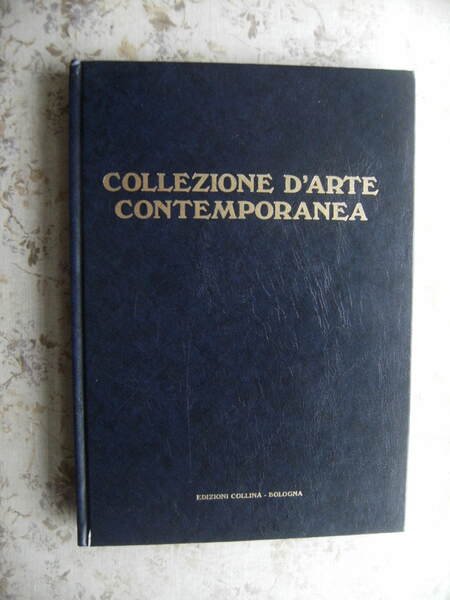 COLLEZIONE D'ARTE
CONTEMPORANEA
EDIZIONI COLLINA - BOLOGNA